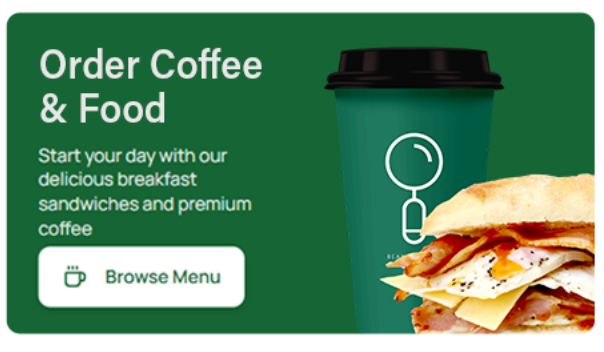 Order Coffee
& Food
Start your day with our
delicious breakfast
sandwiches and premium
coffee
Browse Menu